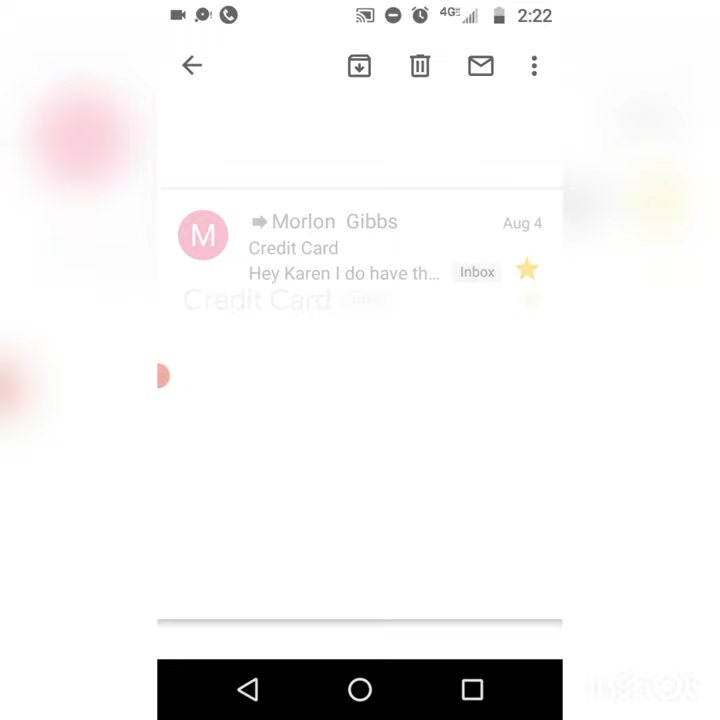 4G 2:22
M
Morlon Gibbs
Aug 4
Credit Card
Hey Karen I do have th... Inbox
Credit Card